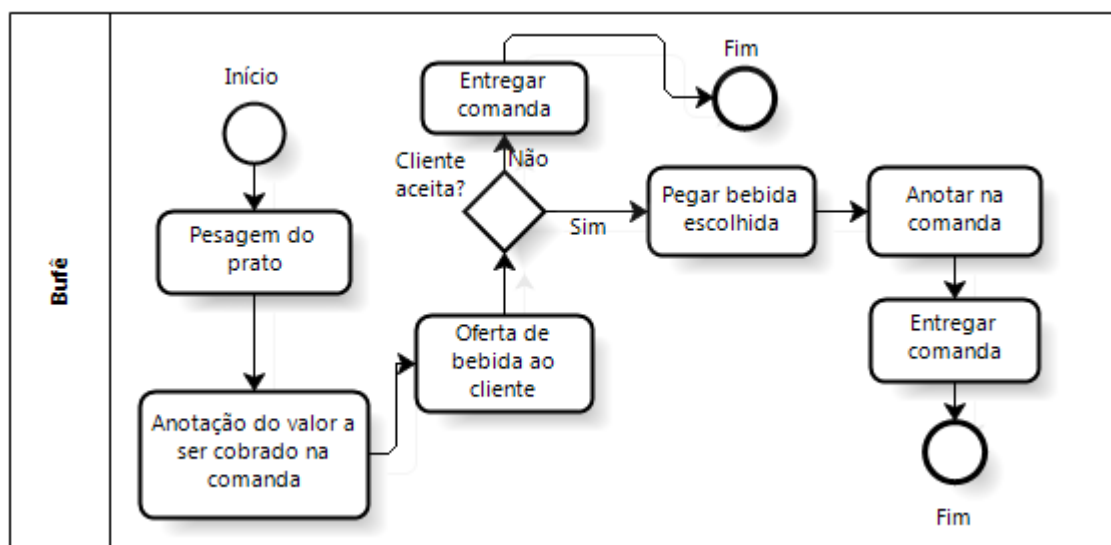 Bufê
Início
Pesagem do
prato
Anotação do valor a
ser cobrado na
comanda
Oferta de
bebida ao
cliente
Cliente
aceita?
Não
Entregar
comanda
Fim
Sim
Pegar bebida
escolhida
Anotar na
comanda
Entregar
comanda
Fim